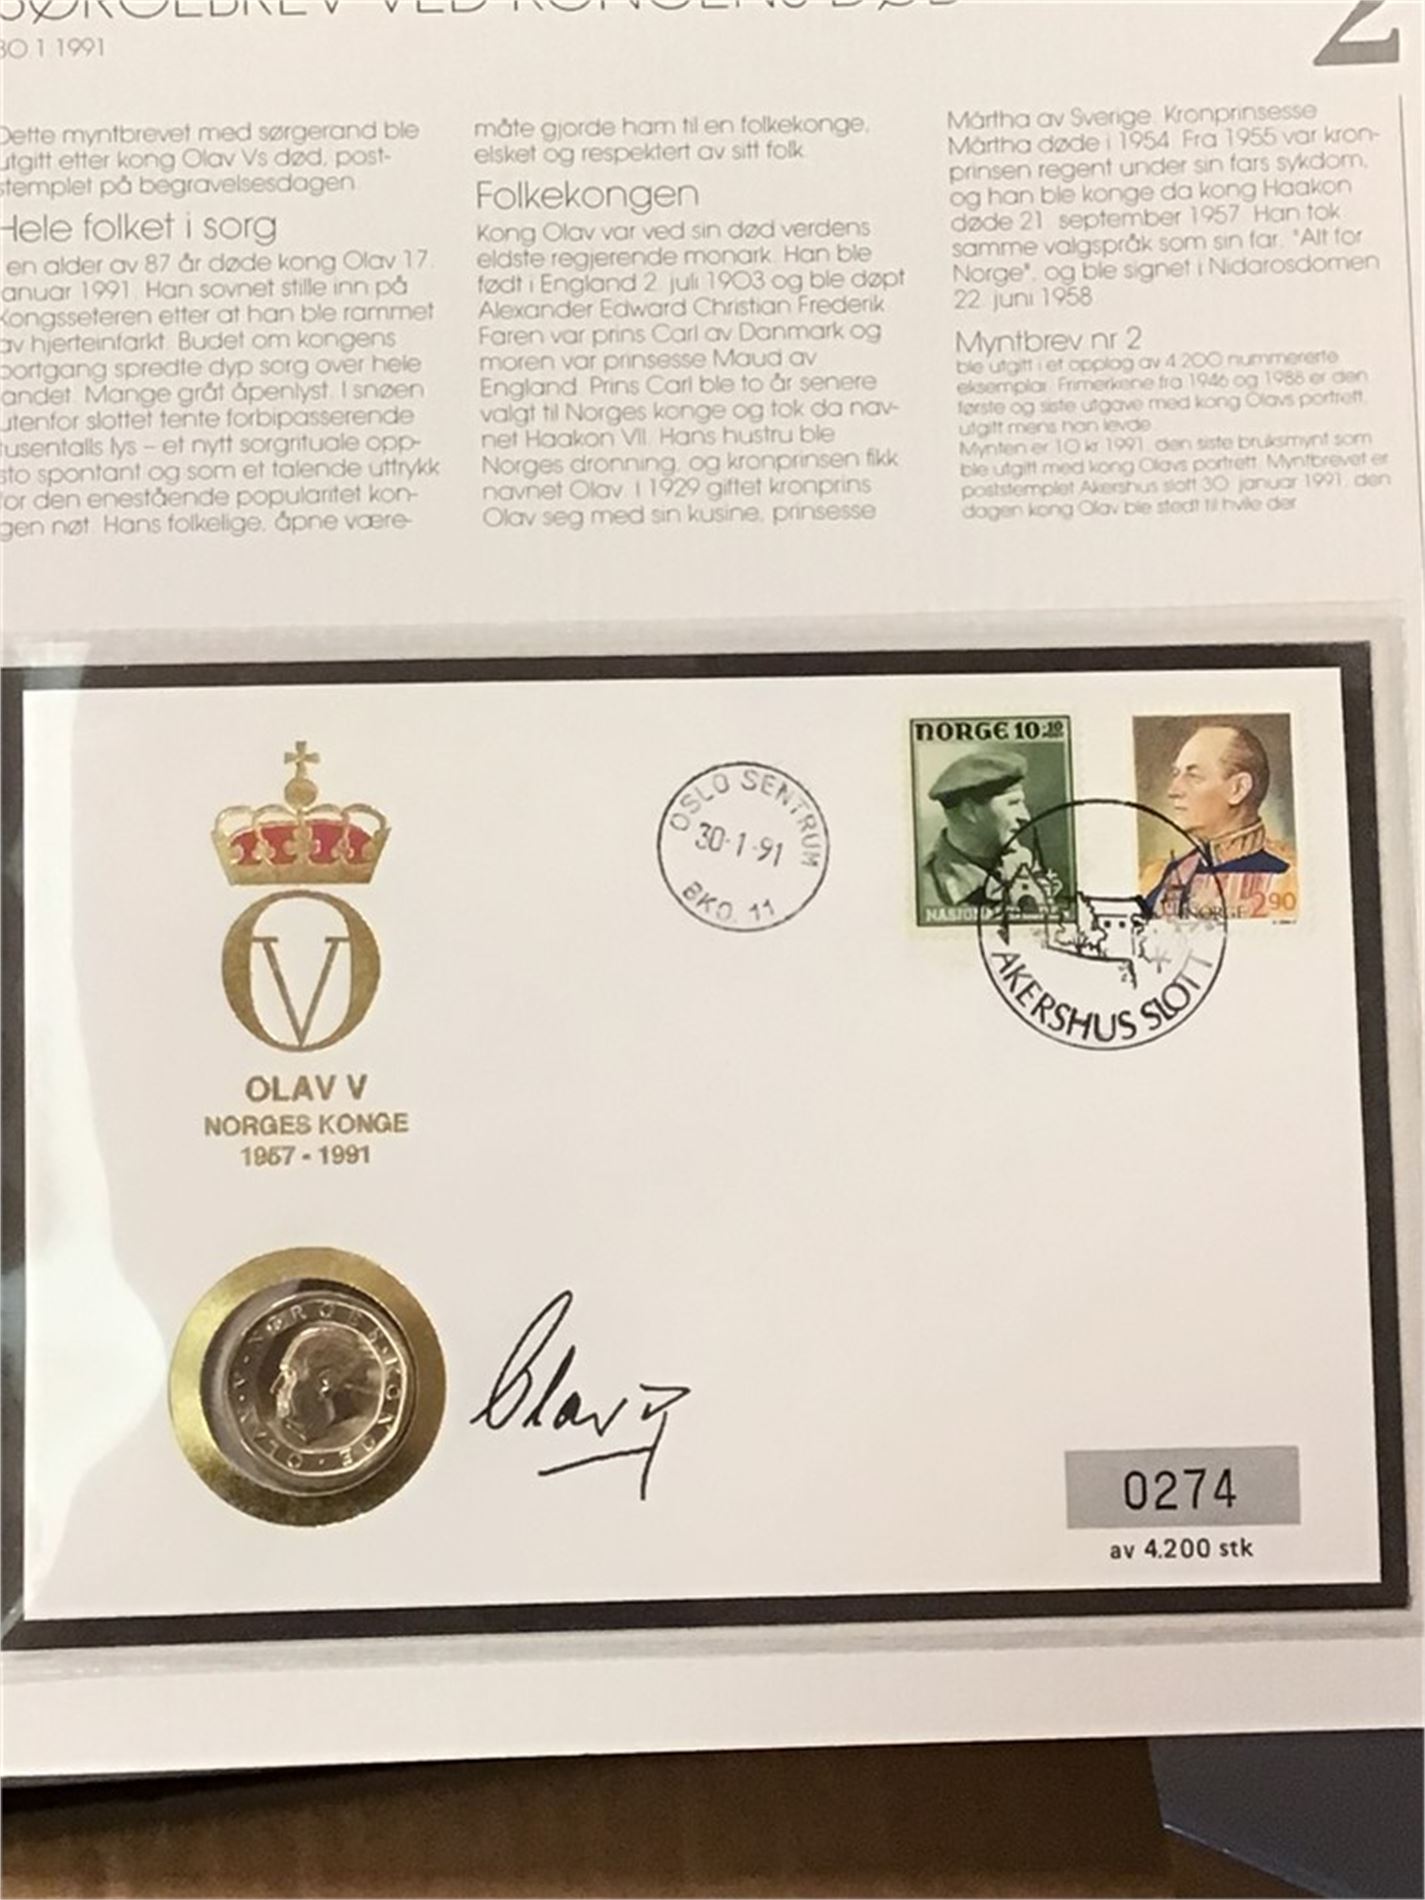 SØRGEBREV VED KONGENS DØD
2
30 1 1991
Dette myntbrevet med sørgerand ble
utgitt etter kong Olav Vs død, post-
stemplet på begravelsesdagen
Hele folket i sorg
en alder av 87 år døde kong Olav 17.
januar 1991. Han sovnet stille inn på
Kongsseteren etter at han ble rammet
av hjerteinfarkt. Budet om kongens
bortgang spredte dyp sorg over hele
landet. Mange gråt åpenlyst. I snøen
utenfor slottet tente forbipasserende
tusentalls lys – et nytt sorgrituale opp-
sto spontant og som et talende uttrykk
for den enestående popularitet kon-
gen nøt. Hans folkelige, åpne være-
måte gjorde ham til en folkekonge,
elsket og respektert av sitt folk.
Folkekongen
Kong Olav var ved sin død verdens
eldste regjerende monark. Han ble
født i England 2. juli 1903 og ble døpt
Alexander Edward Christian Frederik.
Faren var prins Carl av Danmark og
moren var prinsesse Maud av
England. Prins Carl ble to år senere
valgt til Norges konge og tok da nav-
net Haakon VII. Hans hustru ble
Norges dronning, og kronprinsen fikk
navnet Olav. I 1929 giftet kronprins
Olav seg med sin kusine, prinsesse
Märtha av Sverige. Kronprinsesse
Märtha døde i 1954. Fra 1955 var kron-
prinsen regent under sin fars sykdom,
og han ble konge da kong Haakon
døde 21. september 1957. Han tok
samme valgspråk som sin far, "Alt for
Norge", og ble signet i Nidarosdomen
22. juni 1958
Myntbrev nr 2
ble utgitt i et opplag av 4.200 nummererte
eksemplar. Frimerkene fra 1946 og 1988 er den
første og siste utgave med kong Olavs portrett,
utgitt mens han levde.
Mynten er 10 kr 1991, den siste bruksmynt som
ble utgitt med kong Olavs portrett. Myntbrevet er
poststemplet Akershus slott 30. januar 1991, den
dagen kong Olav ble stedt til hvile der.
OSLO SENTRUM
30-1-91
BKO. 11
NORGE 10+10
NASJON
NORGE 290
AKERSHUS SLOTT
OV
OLAV V
NORGES KONGE
1957 - 1991
OLAV · V · NORGES · KONGE ·
Olav V
0274
av 4.200 stk